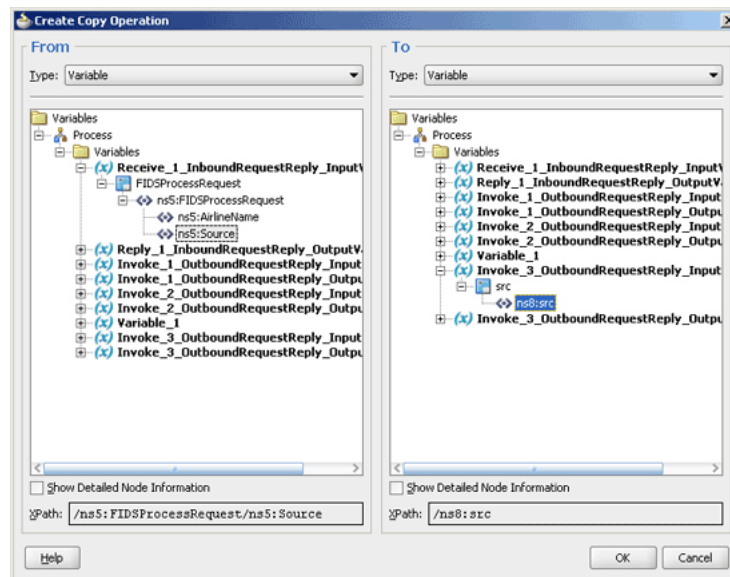 Create Copy Operation
From
Type: Variable
Variables
Process
Variables
(x) Receive_1_InboundRequestReply_InputV
FIDSProcessRequest
ns5:FIDSProcessRequest
ns5:AirlineName
ns5:Source
(x) Reply_1_InboundRequestReply_OutputVa
(x) Invoke_1_OutboundRequestReply_Input
(x) Invoke_1_OutboundRequestReply_Outpu
(x) Invoke_2_OutboundRequestReply_Input
(x) Invoke_2_OutboundRequestReply_Outpu
(x) Variable_1
(x) Invoke_3_OutboundRequestReply_Input
(x) Invoke_3_OutboundRequestReply_Outpu
Show Detailed Node Information
XPath: /ns5:FIDSProcessRequest/ns5:Source
To
Type: Variable
Variables
Process
Variables
(x) Receive_1_InboundRequestReply_InputV
(x) Reply_1_InboundRequestReply_OutputVa
(x) Invoke_1_OutboundRequestReply_Input
(x) Invoke_1_OutboundRequestReply_Outpu
(x) Invoke_2_OutboundRequestReply_Input
(x) Invoke_2_OutboundRequestReply_Outpu
(x) Variable_1
(x) Invoke_3_OutboundRequestReply_Input
src
ns8:src
(x) Invoke_3_OutboundRequestReply_Outpu
Show Detailed Node Information
XPath: /ns8:src
Help
OK
Cancel